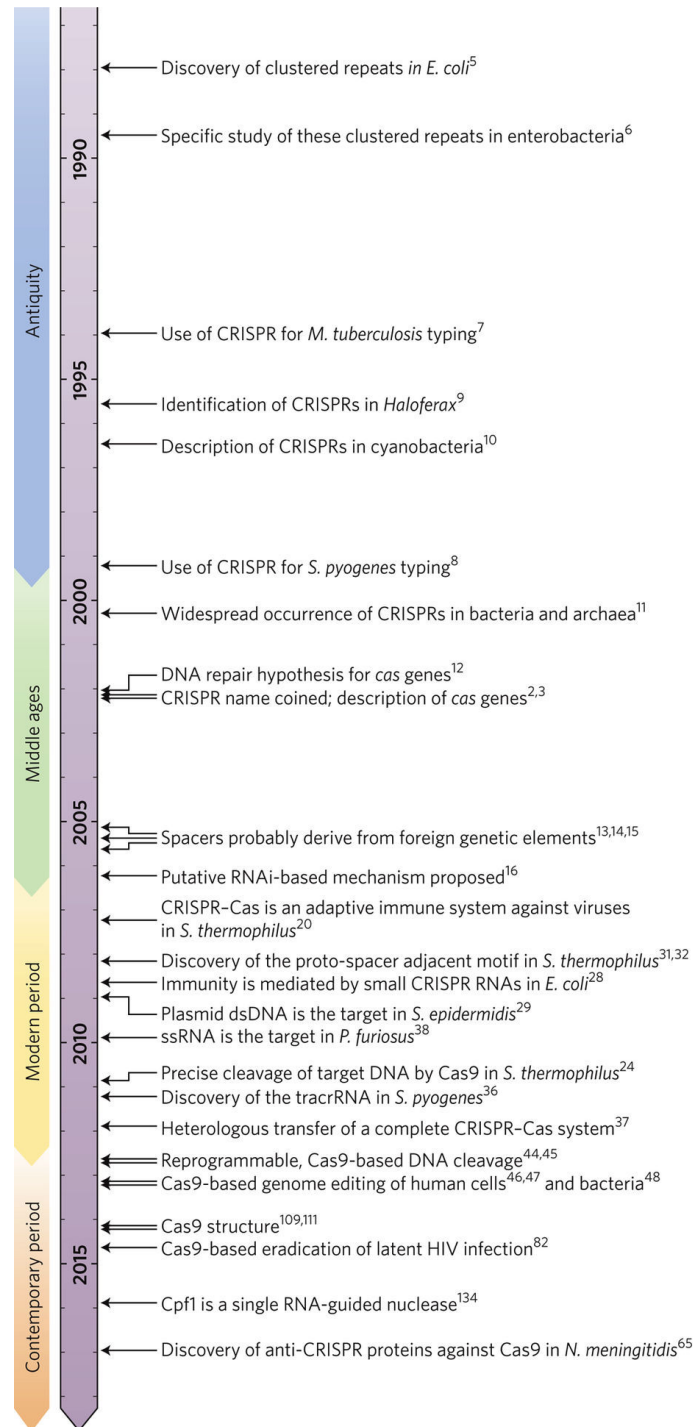 Antiquity
Middle ages
Modern period
Contemporary period
1990
1995
2000
2005
2010
2015
Discovery of clustered repeats in E. coli5
Specific study of these clustered repeats in enterobacteria6
Use of CRISPR for M. tuberculosis typing7
Identification of CRISPRs in Haloferax9
Description of CRISPRs in cyanobacteria10
Use of CRISPR for S. pyogenes typing8
Widespread occurrence of CRISPRs in bacteria and archaea11
DNA repair hypothesis for cas genes12
CRISPR name coined; description of cas genes2,3
Spacers probably derive from foreign genetic elements13,14,15
Putative RNAi-based mechanism proposed16
CRISPR–Cas is an adaptive immune system against viruses
in S. thermophilus20
Discovery of the proto-spacer adjacent motif in S. thermophilus31,32
Immunity is mediated by small CRISPR RNAs in E. coli28
Plasmid dsDNA is the target in S. epidermidis29
ssRNA is the target in P. furiosus38
Precise cleavage of target DNA by Cas9 in S. thermophilus24
Discovery of the tracrRNA in S. pyogenes36
Heterologous transfer of a complete CRISPR–Cas system37
Reprogrammable, Cas9-based DNA cleavage44,45
Cas9-based genome editing of human cells46,47 and bacteria48
Cas9 structure109,111
Cas9-based eradication of latent HIV infection82
Cpf1 is a single RNA-guided nuclease134
Discovery of anti-CRISPR proteins against Cas9 in N. meningitidis65